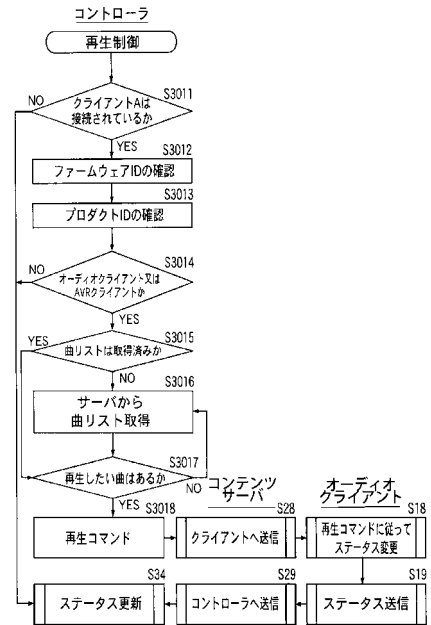 コントローラ
再生制御
S3011
NO
クライアントAは
接続されているか
YES
S3012
ファームウェアIDの確認
S3013
プロダクトIDの確認
S3014
NO
オーディオクライアント又は
AVRクライアントか
YES
S3015
YES
曲リストは取得済みか
NO
S3016
サーバから
曲リスト取得
S3017
再生したい曲はあるか
NO
YES
コンテンツ
サーバ
オーディオ
クライアント
S3018
S28
S18
再生コマンド
クライアントへ送信
再生コマンドに従って
ステータス変更
S34
S29
S19
ステータス更新
コントローラへ送信
ステータス送信